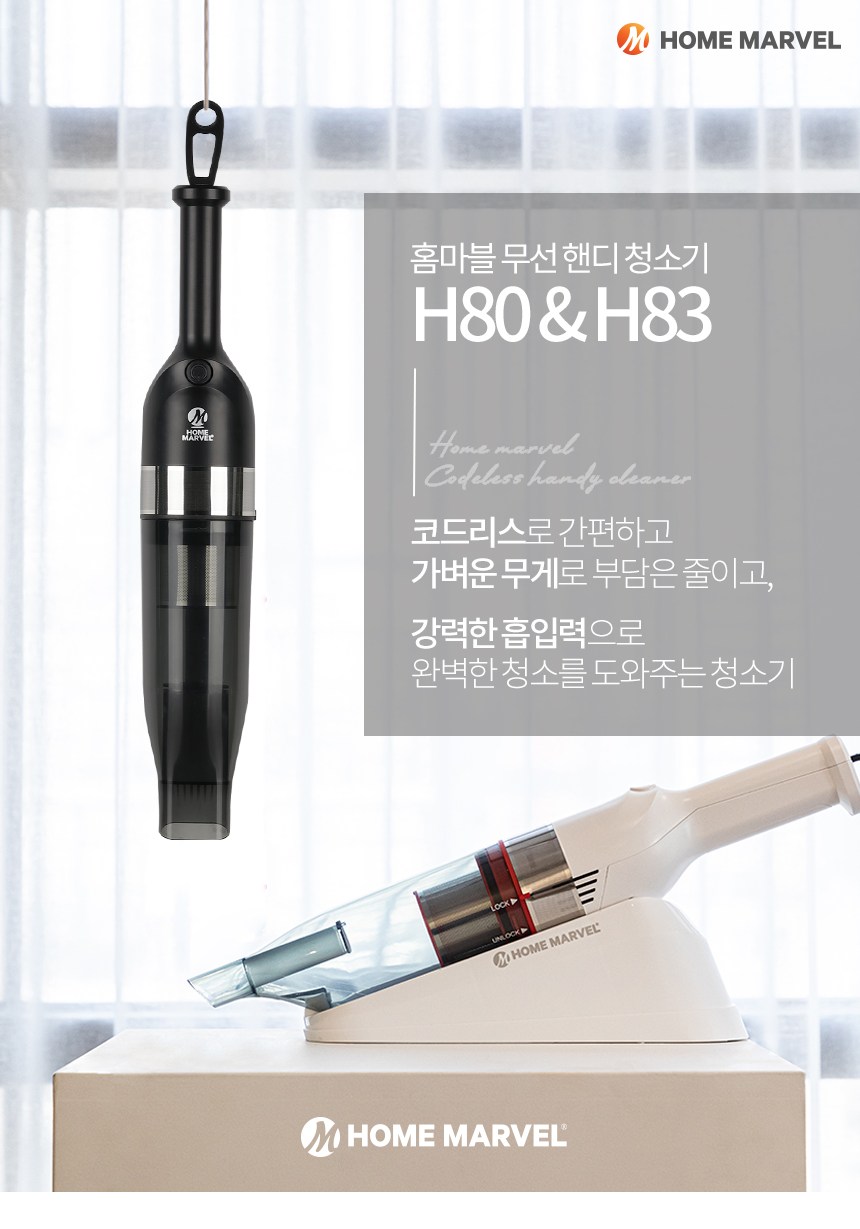 HOME MARVEL
홈마블 무선 핸디 청소기
H80 & H83
Home marvel
Codeless handy cleaner
코드리스로 간편하고
가벼운 무게로 부담은 줄이고,
강력한 흡입력으로
완벽한 청소를 도와주는 청소기
HOME
MARVEL
LOCK ▶
UNLOCK ▶
HOME MARVEL
HOME MARVEL®